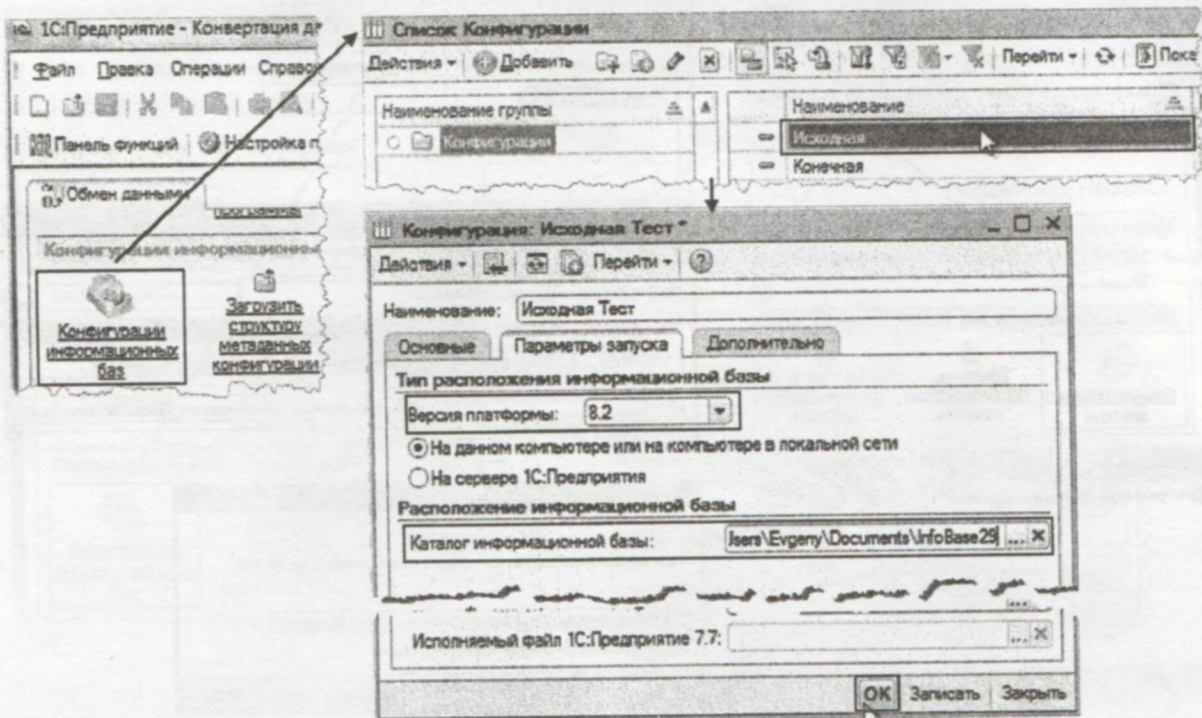 1С:Предприятие - Конвертация да
Файл Правка Операции Справо
Панель функций Настройка п
Обмен данными
программы
Конфигурации информационны
Конфигурации
информационных
баз
Загрузить
структуру
метаданных
конфигурации
Список Конфигурации
Действия Добавить Перейти Пока
Наименование группы
Конфигурации
Наименование
Исходная
Конечная
Конфигурация: Исходная Тест *
Действия Перейти
Наименование: Исходная Тест
Основные Параметры запуска Дополнительно
Тип расположения информационной базы
Версия платформы: 8.2
На данном компьютере или на компьютере в локальной сети
На сервере 1С:Предприятия
Расположение информационной базы
Каталог информационной базы: Jsers\Evgeny\Documents\InfoBase29 ... ×
Исполняемый файл 1С:Предприятие 7.7: ... ×
OK Записать Закрыть